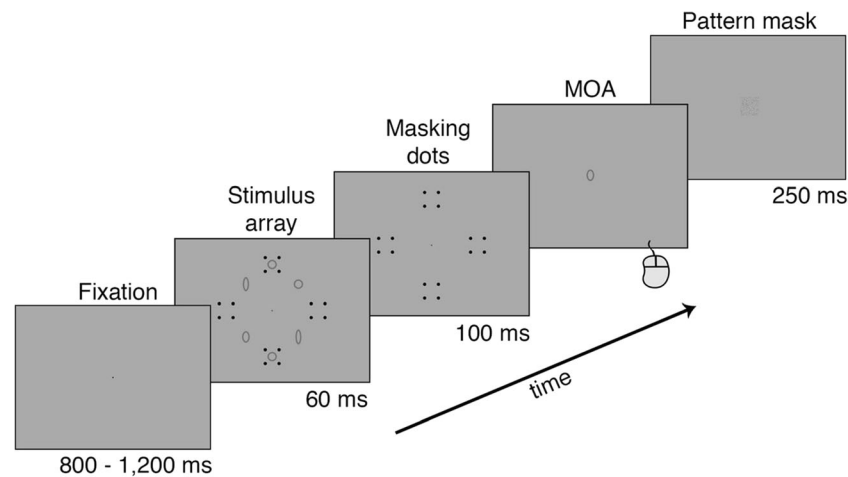 Pattern mask
MOA
Masking
dots
250 ms
Stimulus
array
Fixation
100 ms
time
60 ms
800 - 1,200 ms